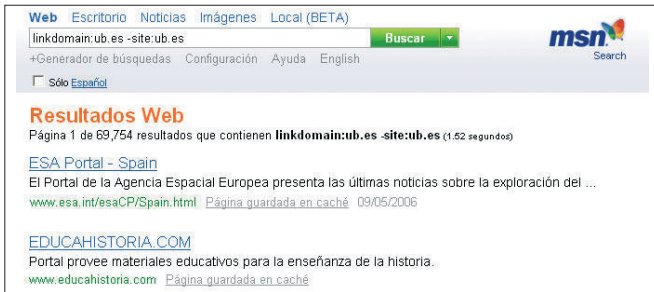 Web Escritorio Noticias Imágenes Local (BETA)
linkdomain:ub.es -site:ub.es Buscar
msn
Search
+Generador de búsquedas Configuración Ayuda English
Sólo Español
Resultados Web
Página 1 de 69,754 resultados que contienen linkdomain:ub.es -site:ub.es (1.52 segundos)
ESA Portal - Spain
El Portal de la Agencia Espacial Europea presenta las últimas noticias sobre la exploración del ...
www.esa.int/esaCP/Spain.html Página guardada en caché 09/05/2006
EDUCAHISTORIA.COM
Portal provee materiales educativos para la enseñanza de la historia.
www.educahistoria.com Página guardada en caché